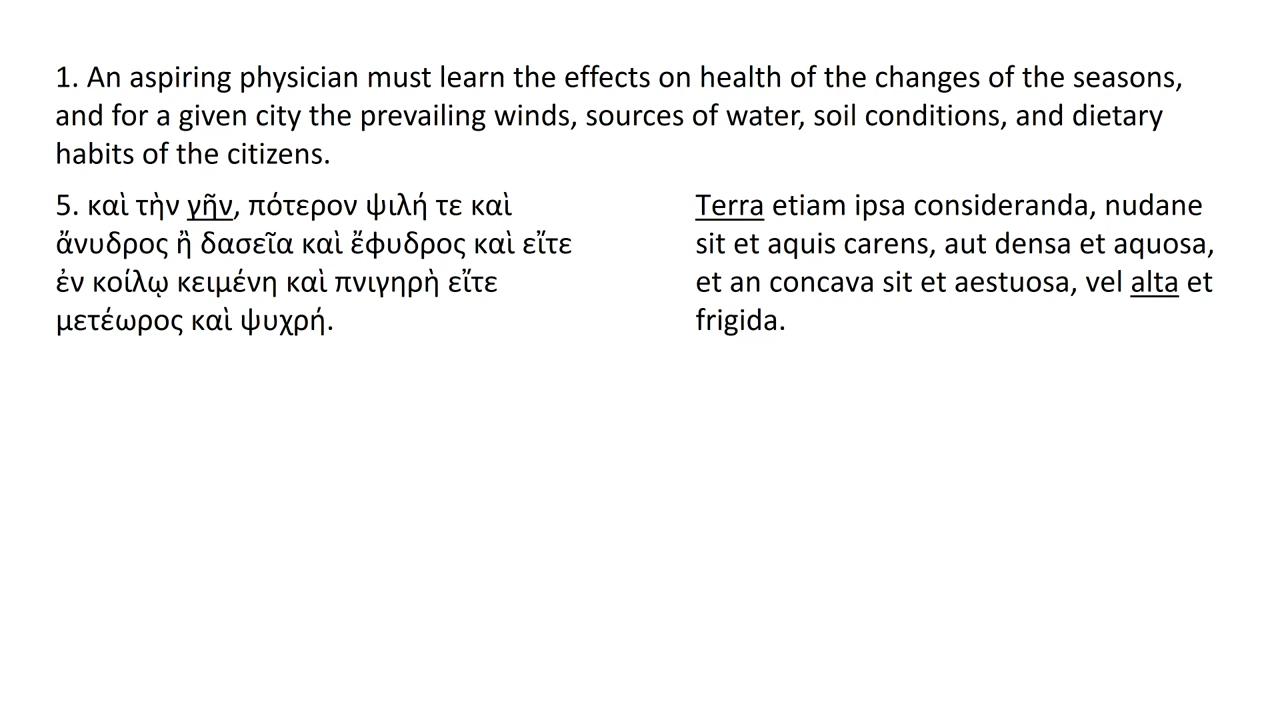 1. An aspiring physician must learn the effects on health of the changes of the seasons,
and for a given city the prevailing winds, sources of water, soil conditions, and dietary
habits of the citizens.
5. καὶ τὴν γῆν, πότερον ψιλή τε καὶ
ἄνυδρος ἢ δασεῖα καὶ ἔφυδρος καὶ εἴτε
ἐν κοίλῳ κειμένη καὶ πνιγηρὴ εἴτε
μετέωρος καὶ ψυχρή.
Terra etiam ipsa consideranda, nudane
sit et aquis carens, aut densa et aquosa,
et an concava sit et aestuosa, vel alta et
frigida.